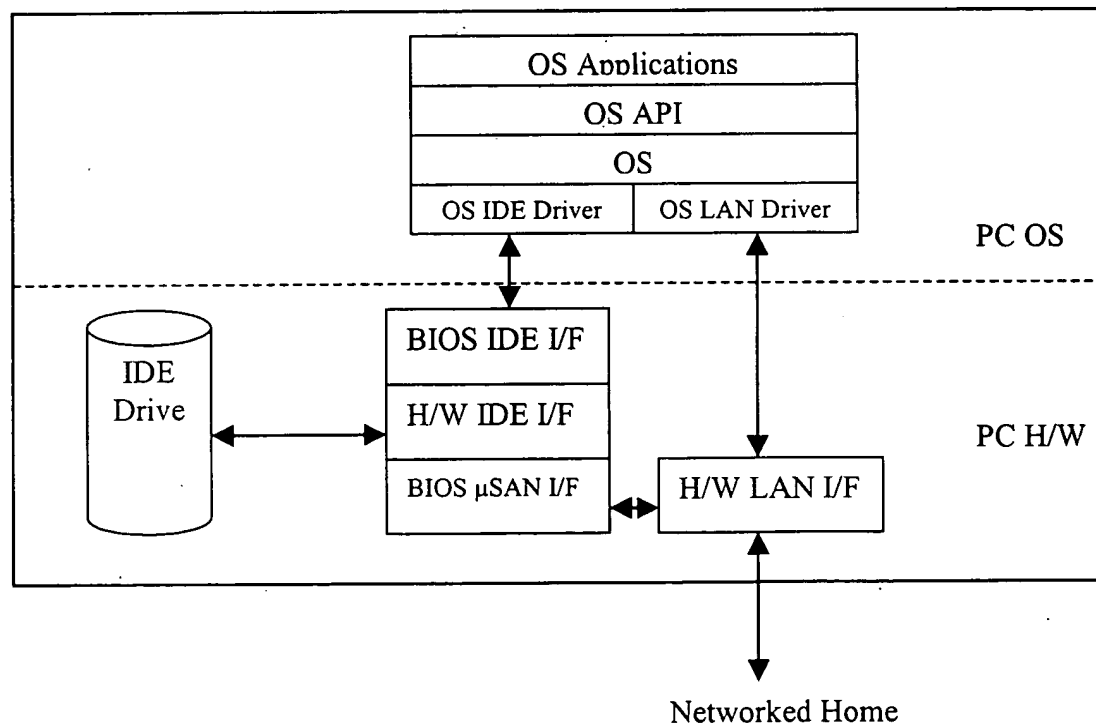 OS Applications
OS API
OS
OS IDE Driver
OS LAN Driver
PC OS
BIOS IDE I/F
IDE
Drive
H/W IDE I/F
PC H/W
BIOS µSAN I/F
H/W LAN I/F
Networked Home